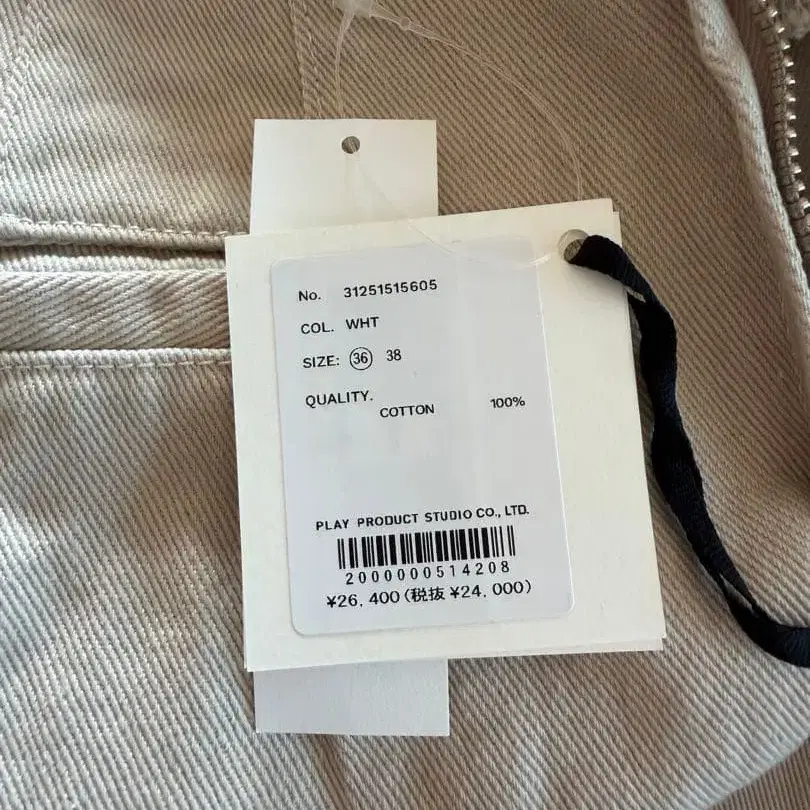 No. 31251515605
COL. WHT
SIZE: 36 38
QUALITY.
COTTON 100%
PLAY PRODUCT STUDIO CO., LTD.
2000000514208
¥26,400(税抜 ¥24,000)